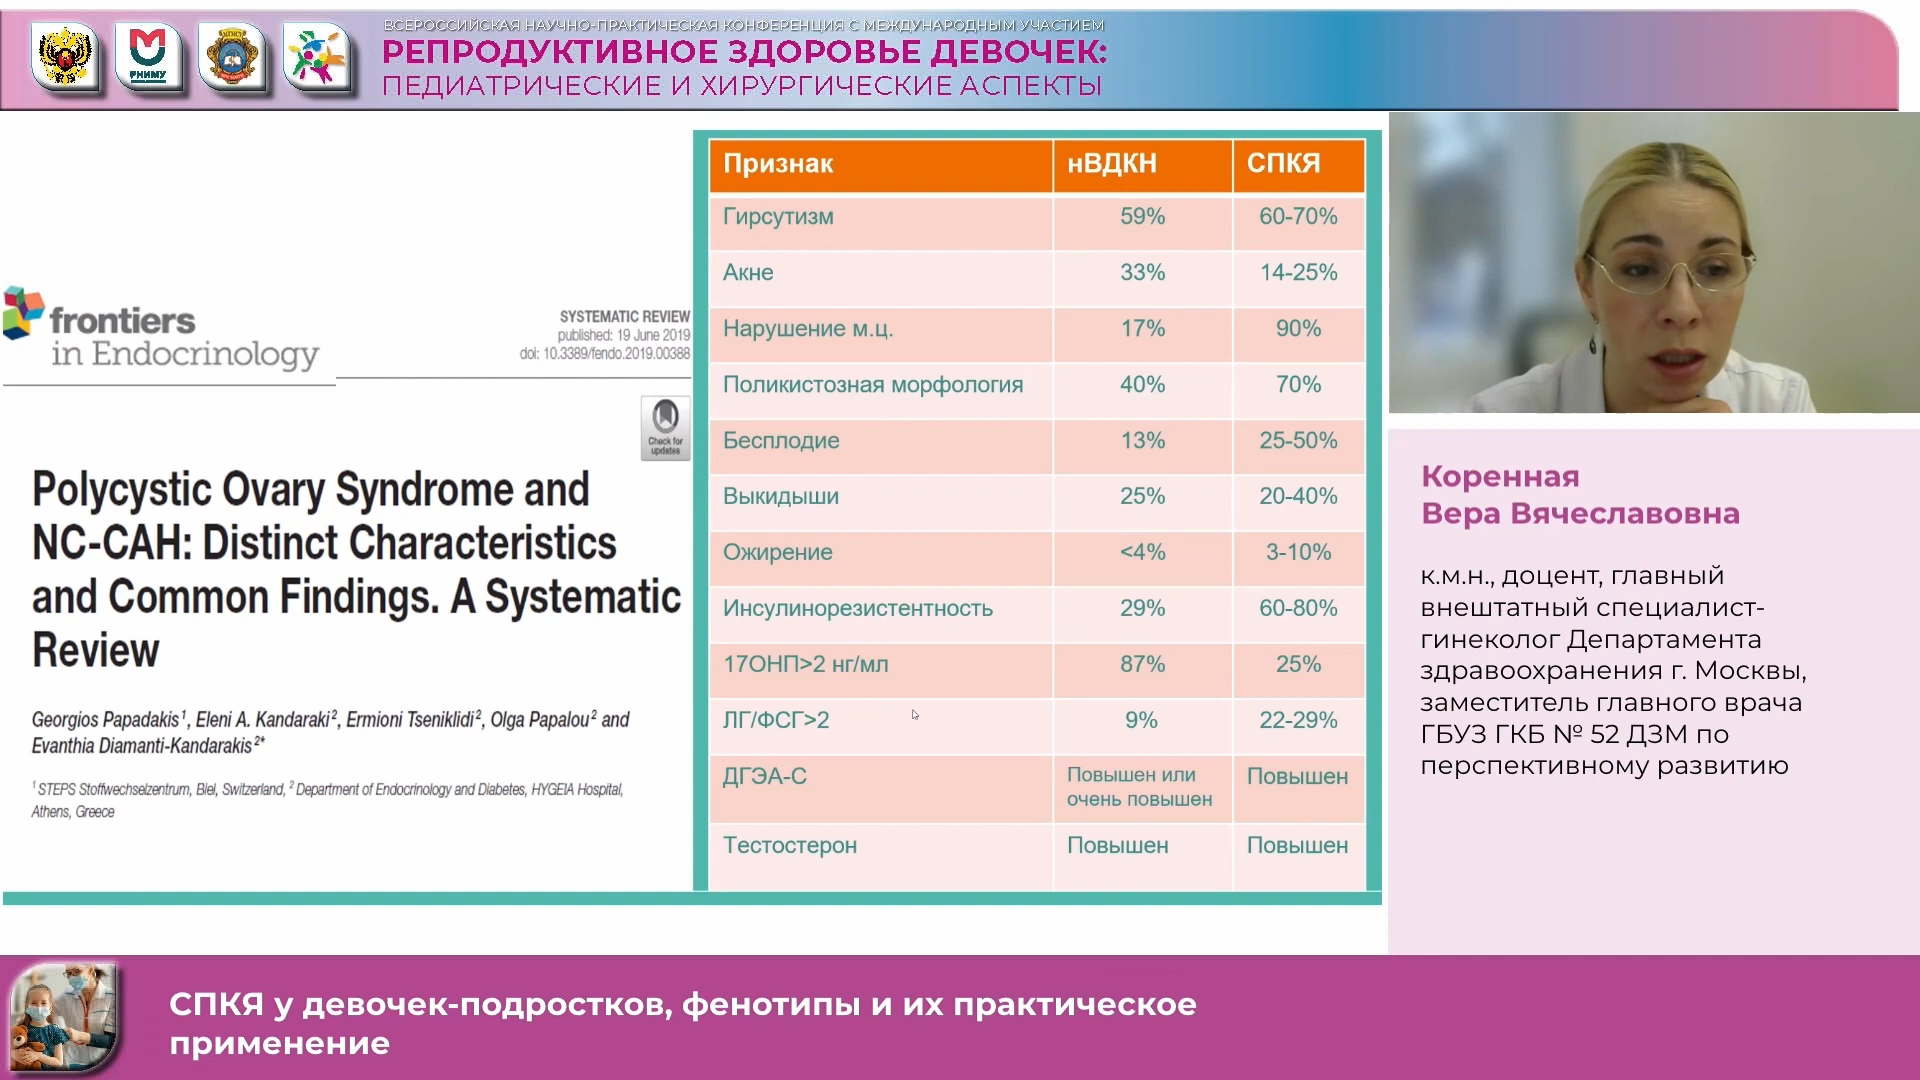 ВСЕРОССИЙСКАЯ НАУЧНО-ПРАКТИЧЕСКАЯ КОНФЕРЕНЦИЯ С МЕЖДУНАРОДНЫМ УЧАСТИЕМ
РЕПРОДУКТИВНОЕ ЗДОРОВЬЕ ДЕВОЧЕК:
ПЕДИАТРИЧЕСКИЕ И ХИРУРГИЧЕСКИЕ АСПЕКТЫ
РНИМУ
frontiers
in Endocrinology
SYSTEMATIC REVIEW
published: 19 June 2019
doi: 10.3389/fendo.2019.00388
Check for
updates
Polycystic Ovary Syndrome and
NC-CAH: Distinct Characteristics
and Common Findings. A Systematic
Review
Georgios Papadakis¹, Eleni A. Kandaraki², Ermioni Tseniklidi², Olga Papalou² and
Evanthia Diamanti-Kandarakis²*
¹ STEPS Stoffwechselzentrum, Biel, Switzerland, ² Department of Endocrinology and Diabetes, HYGEIA Hospital,
Athens, Greece
Признак нВДКН СПКЯ
Гирсутизм 59% 60-70%
Акне 33% 14-25%
Нарушение м.ц. 17% 90%
Поликистозная морфология 40% 70%
Бесплодие 13% 25-50%
Выкидыши 25% 20-40%
Ожирение <4% 3-10%
Инсулинорезистентность 29% 60-80%
17ОНП>2 нг/мл 87% 25%
ЛГ/ФСГ>2 9% 22-29%
ДГЭА-С Повышен или очень повышен Повышен
Тестостерон Повышен Повышен
Коренная
Вера Вячеславовна
к.м.н., доцент, главный
внештатный специалист-
гинеколог Департамента
здравоохранения г. Москвы,
заместитель главного врача
ГБУЗ ГКБ № 52 ДЗМ по
перспективному развитию
СПКЯ у девочек-подростков, фенотипы и их практическое
применение